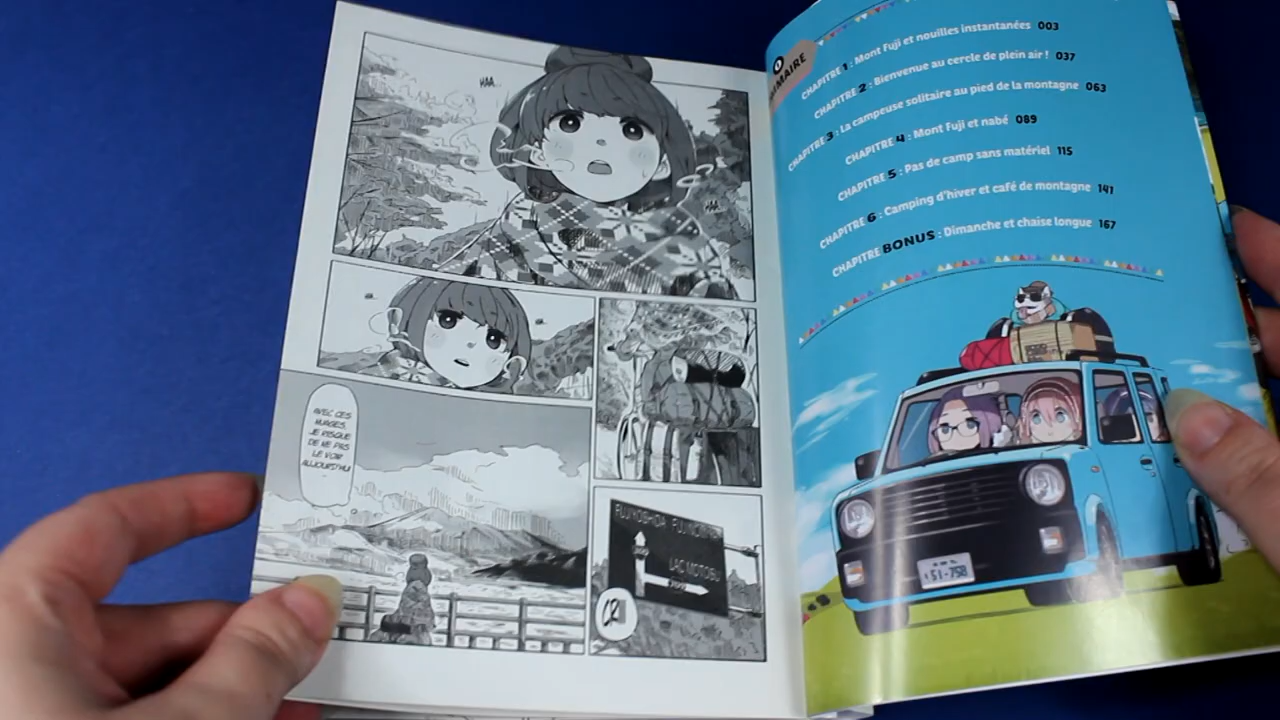 HAA
HAA
AVEC CES
NUAGES,
JE RISQUE
DE NE PAS
LE VOIR
AUJOURD'HUI
...
FUJIYOSHIDA
LAC MOTOSU
SOMMAIRE
CHAPITRE 1 : Mont Fuji et nouilles instantanées 003
CHAPITRE 2 : Bienvenue au cercle de plein air ! 037
CHAPITRE 3 : La campeuse solitaire au pied de la montagne 063
CHAPITRE 4 : Mont Fuji et nabé 089
CHAPITRE 5 : Pas de camp sans matériel 115
CHAPITRE 6 : Camping d'hiver et café de montagne 141
CHAPITRE BONUS : Dimanche et chaise longue 167
51-758